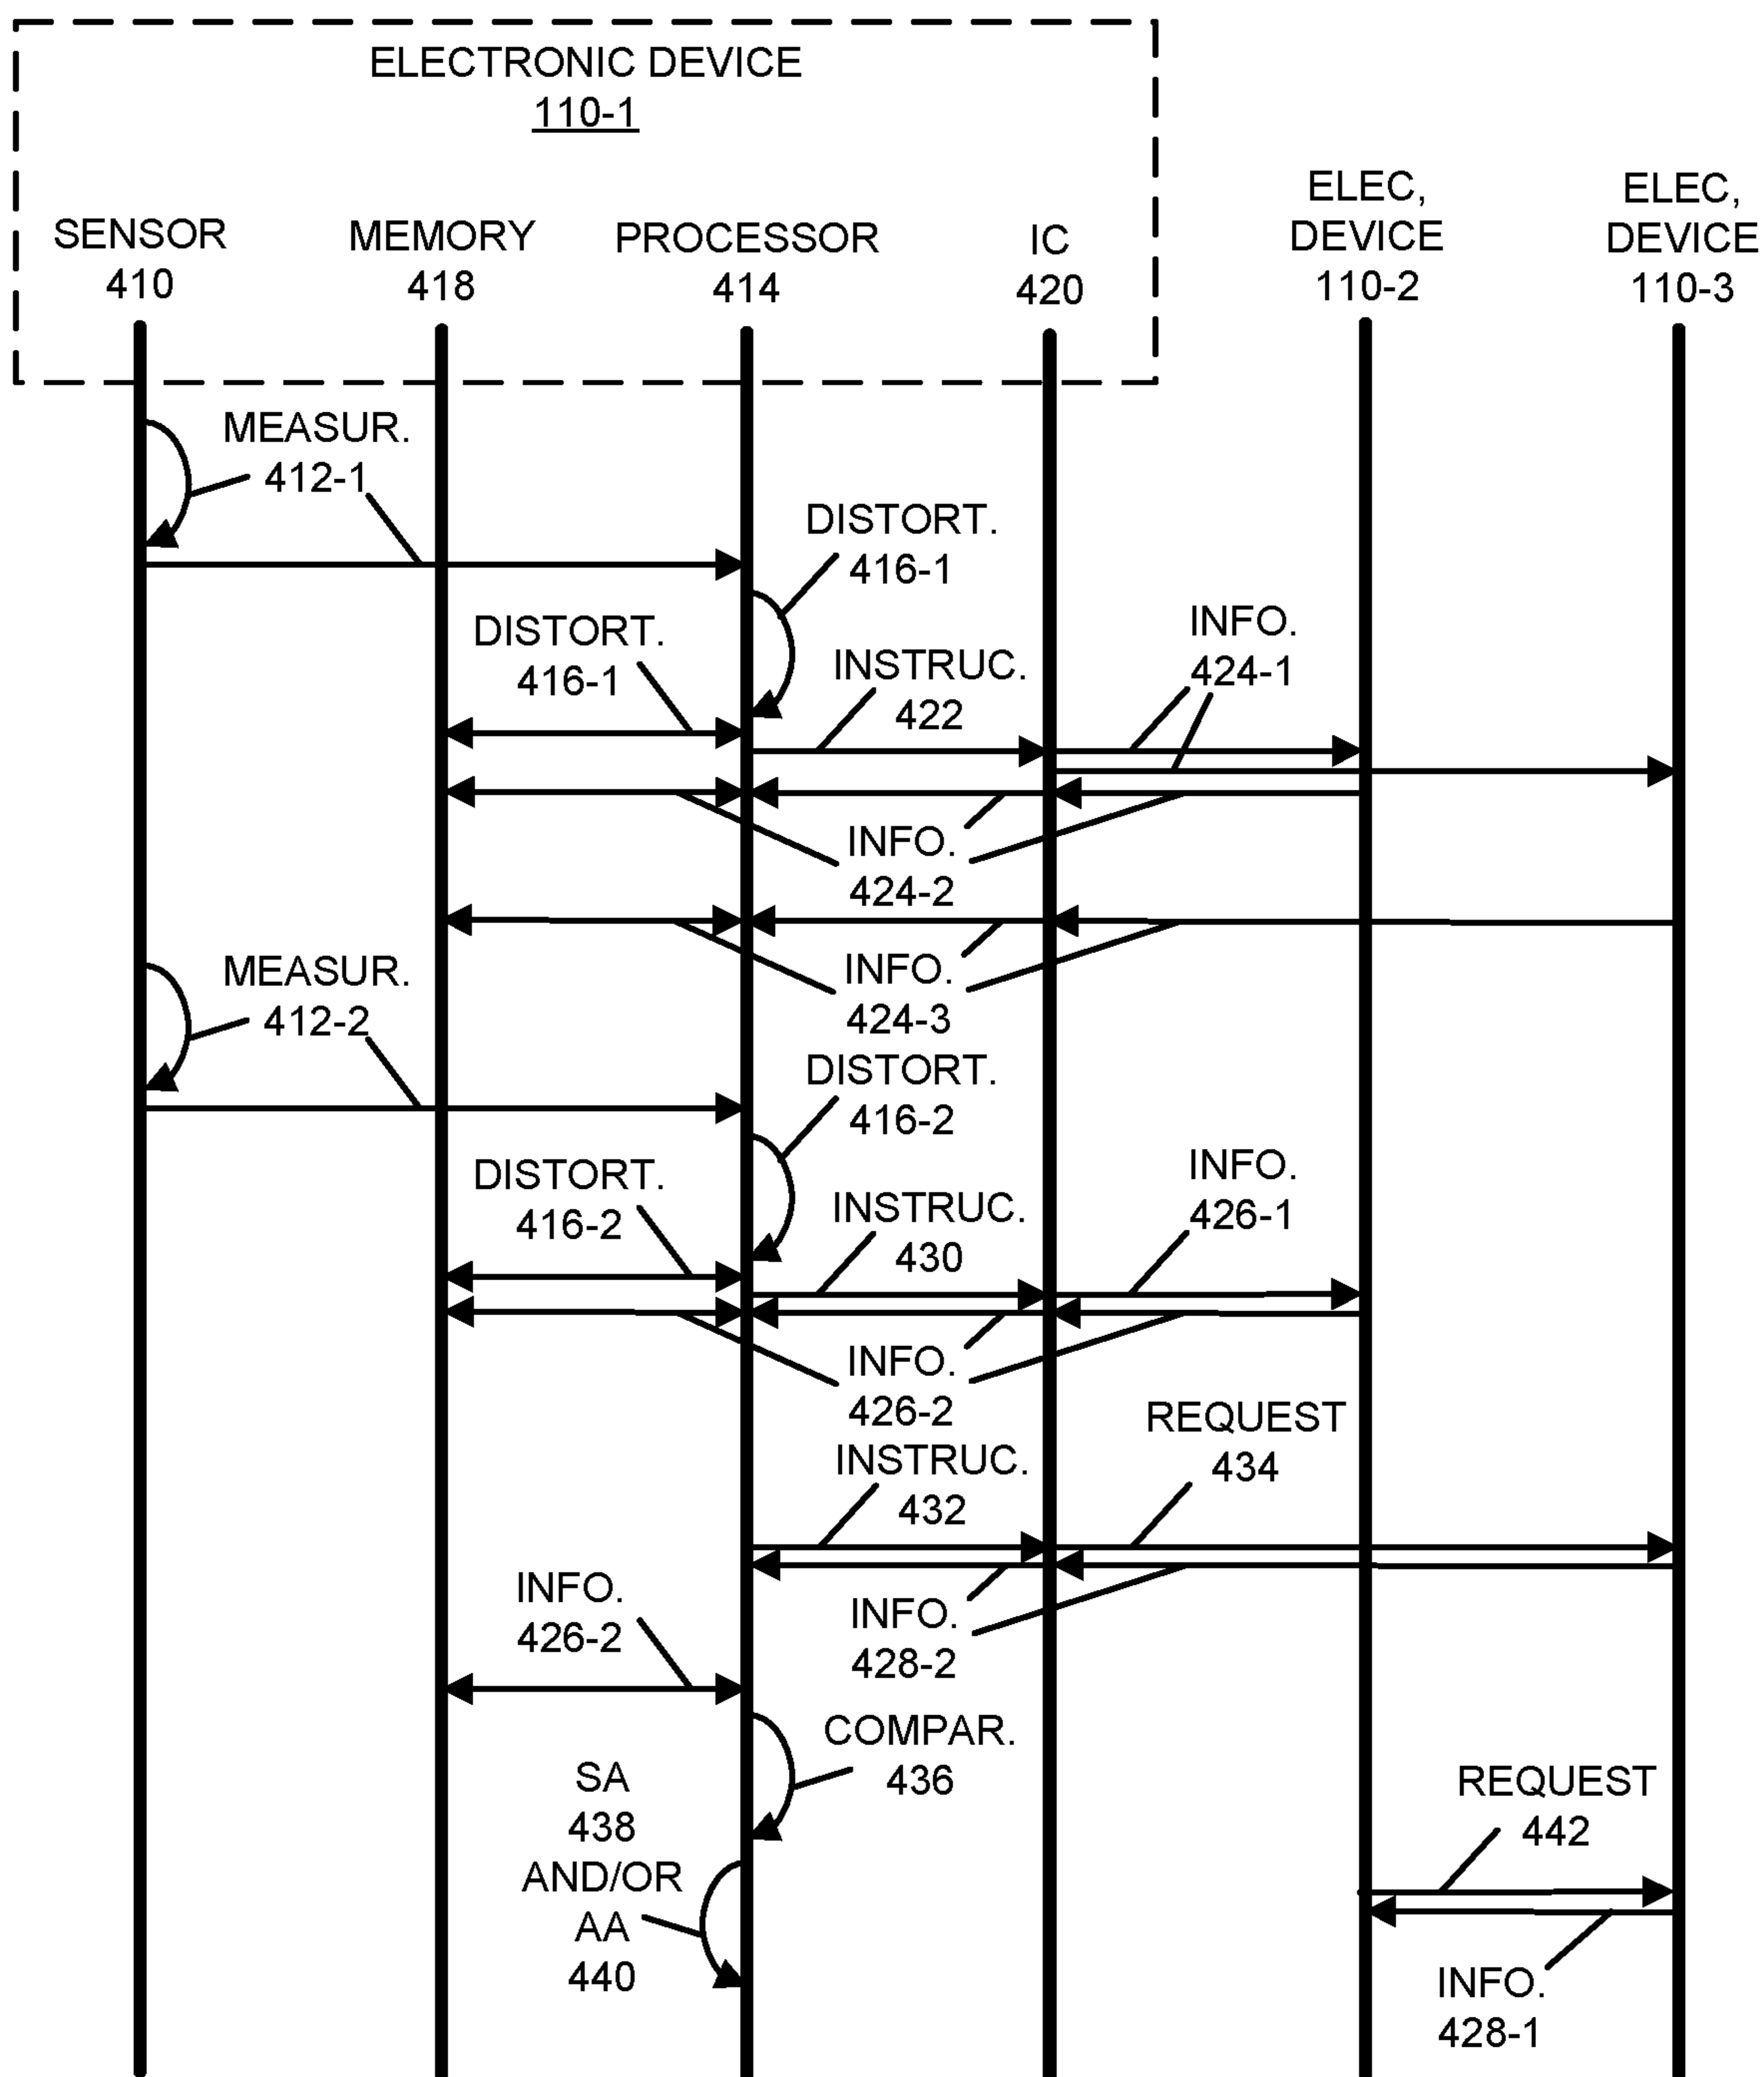 ELECTRONIC DEVICE
110-1
SENSOR
410
MEMORY
418
PROCESSOR
414
IC
420
ELEC,
DEVICE
110-2
ELEC,
DEVICE
110-3
MEASUR.
412-1
DISTORT.
416-1
DISTORT.
416-1
INSTRUC.
422
INFO.
424-1
INFO.
424-2
INFO.
424-3
MEASUR.
412-2
DISTORT.
416-2
DISTORT.
416-2
INSTRUC.
430
INFO.
426-1
INFO.
426-2
REQUEST
434
INSTRUC.
432
INFO.
426-2
INFO.
428-2
COMPAR.
436
SA
438
AND/OR
AA
440
REQUEST
442
INFO.
428-1